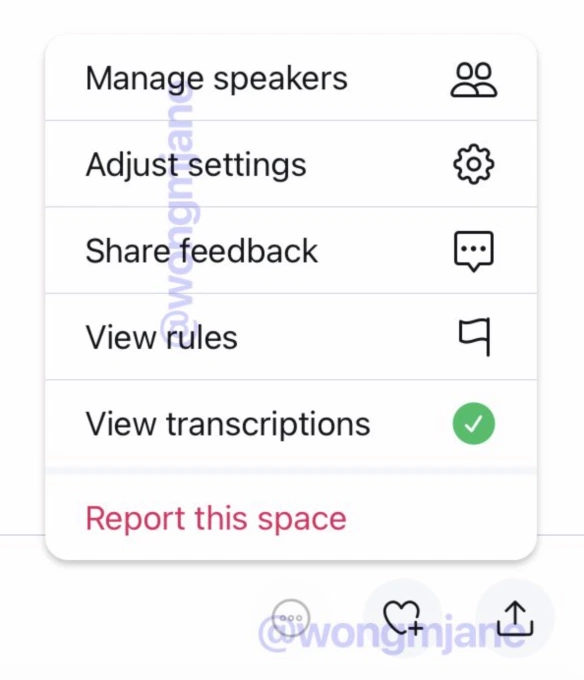 Manage speakers
Adjust settings
Share feedback
View rules
View transcriptions
Report this space
@wongmjane
@wongmjane